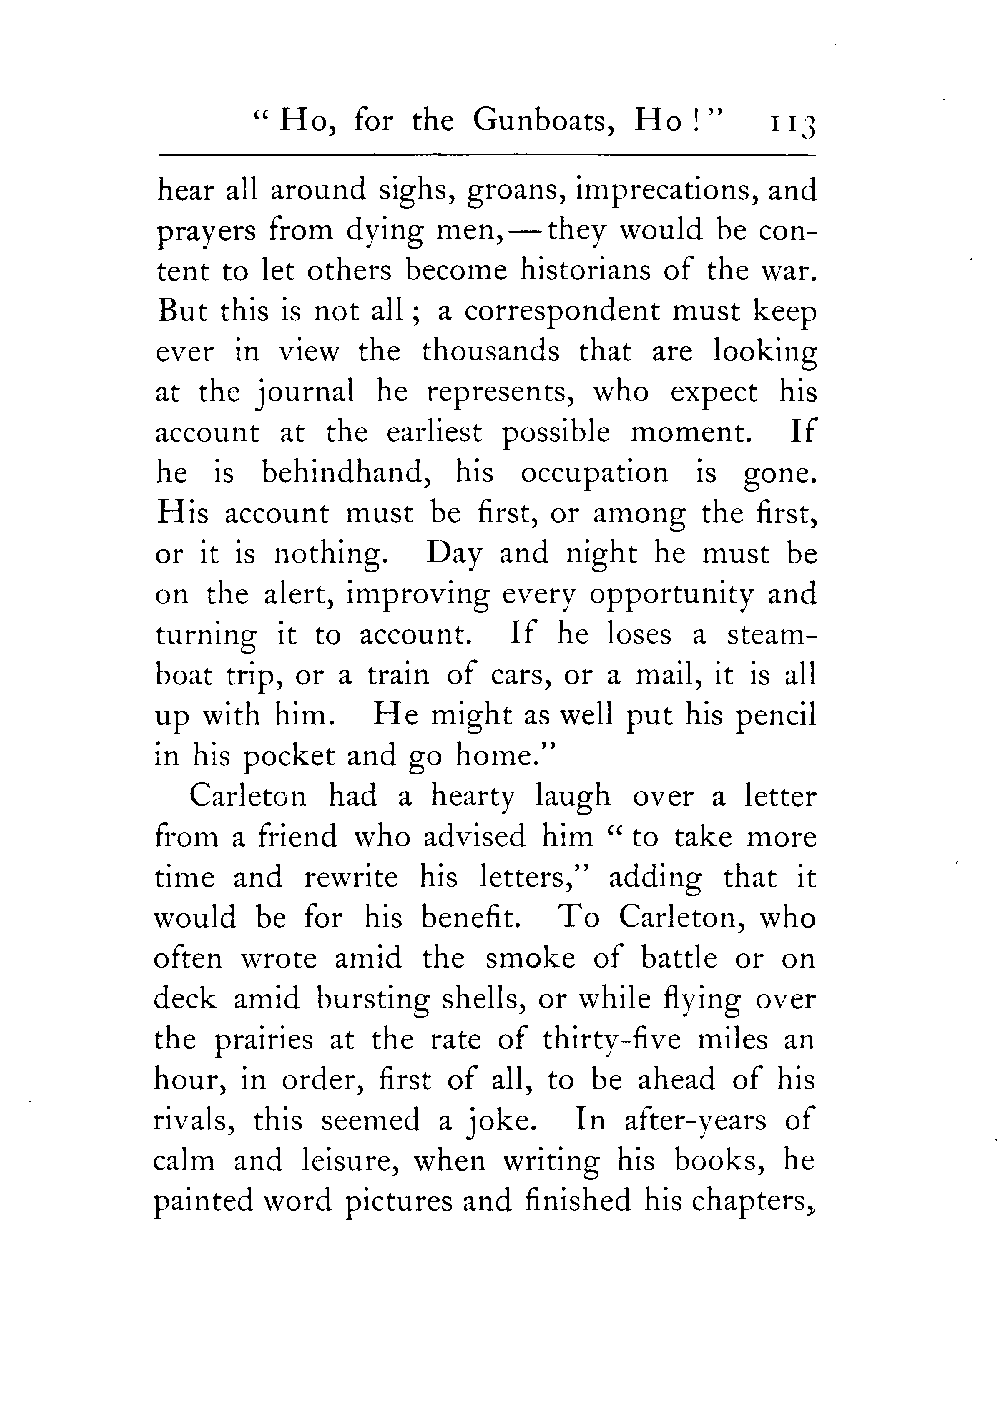 “ Ho, for the Gunboats, Ho ! ” 113
hear all around sighs, groans, imprecations, and
prayers from dying men,—they would be con-
tent to let others become historians of the war.
But this is not all ; a correspondent must keep
ever in view the thousands that are looking
at the journal he represents, who expect his
account at the earliest possible moment. If
he is behindhand, his occupation is gone.
His account must be first, or among the first,
or it is nothing. Day and night he must be
on the alert, improving every opportunity and
turning it to account. If he loses a steam-
boat trip, or a train of cars, or a mail, it is all
up with him. He might as well put his pencil
in his pocket and go home.”
Carleton had a hearty laugh over a letter
from a friend who advised him “ to take more
time and rewrite his letters,” adding that it
would be for his benefit. To Carleton, who
often wrote amid the smoke of battle or on
deck amid bursting shells, or while flying over
the prairies at the rate of thirty-five miles an
hour, in order, first of all, to be ahead of his
rivals, this seemed a joke. In after-years of
calm and leisure, when writing his books, he
painted word pictures and finished his chapters,